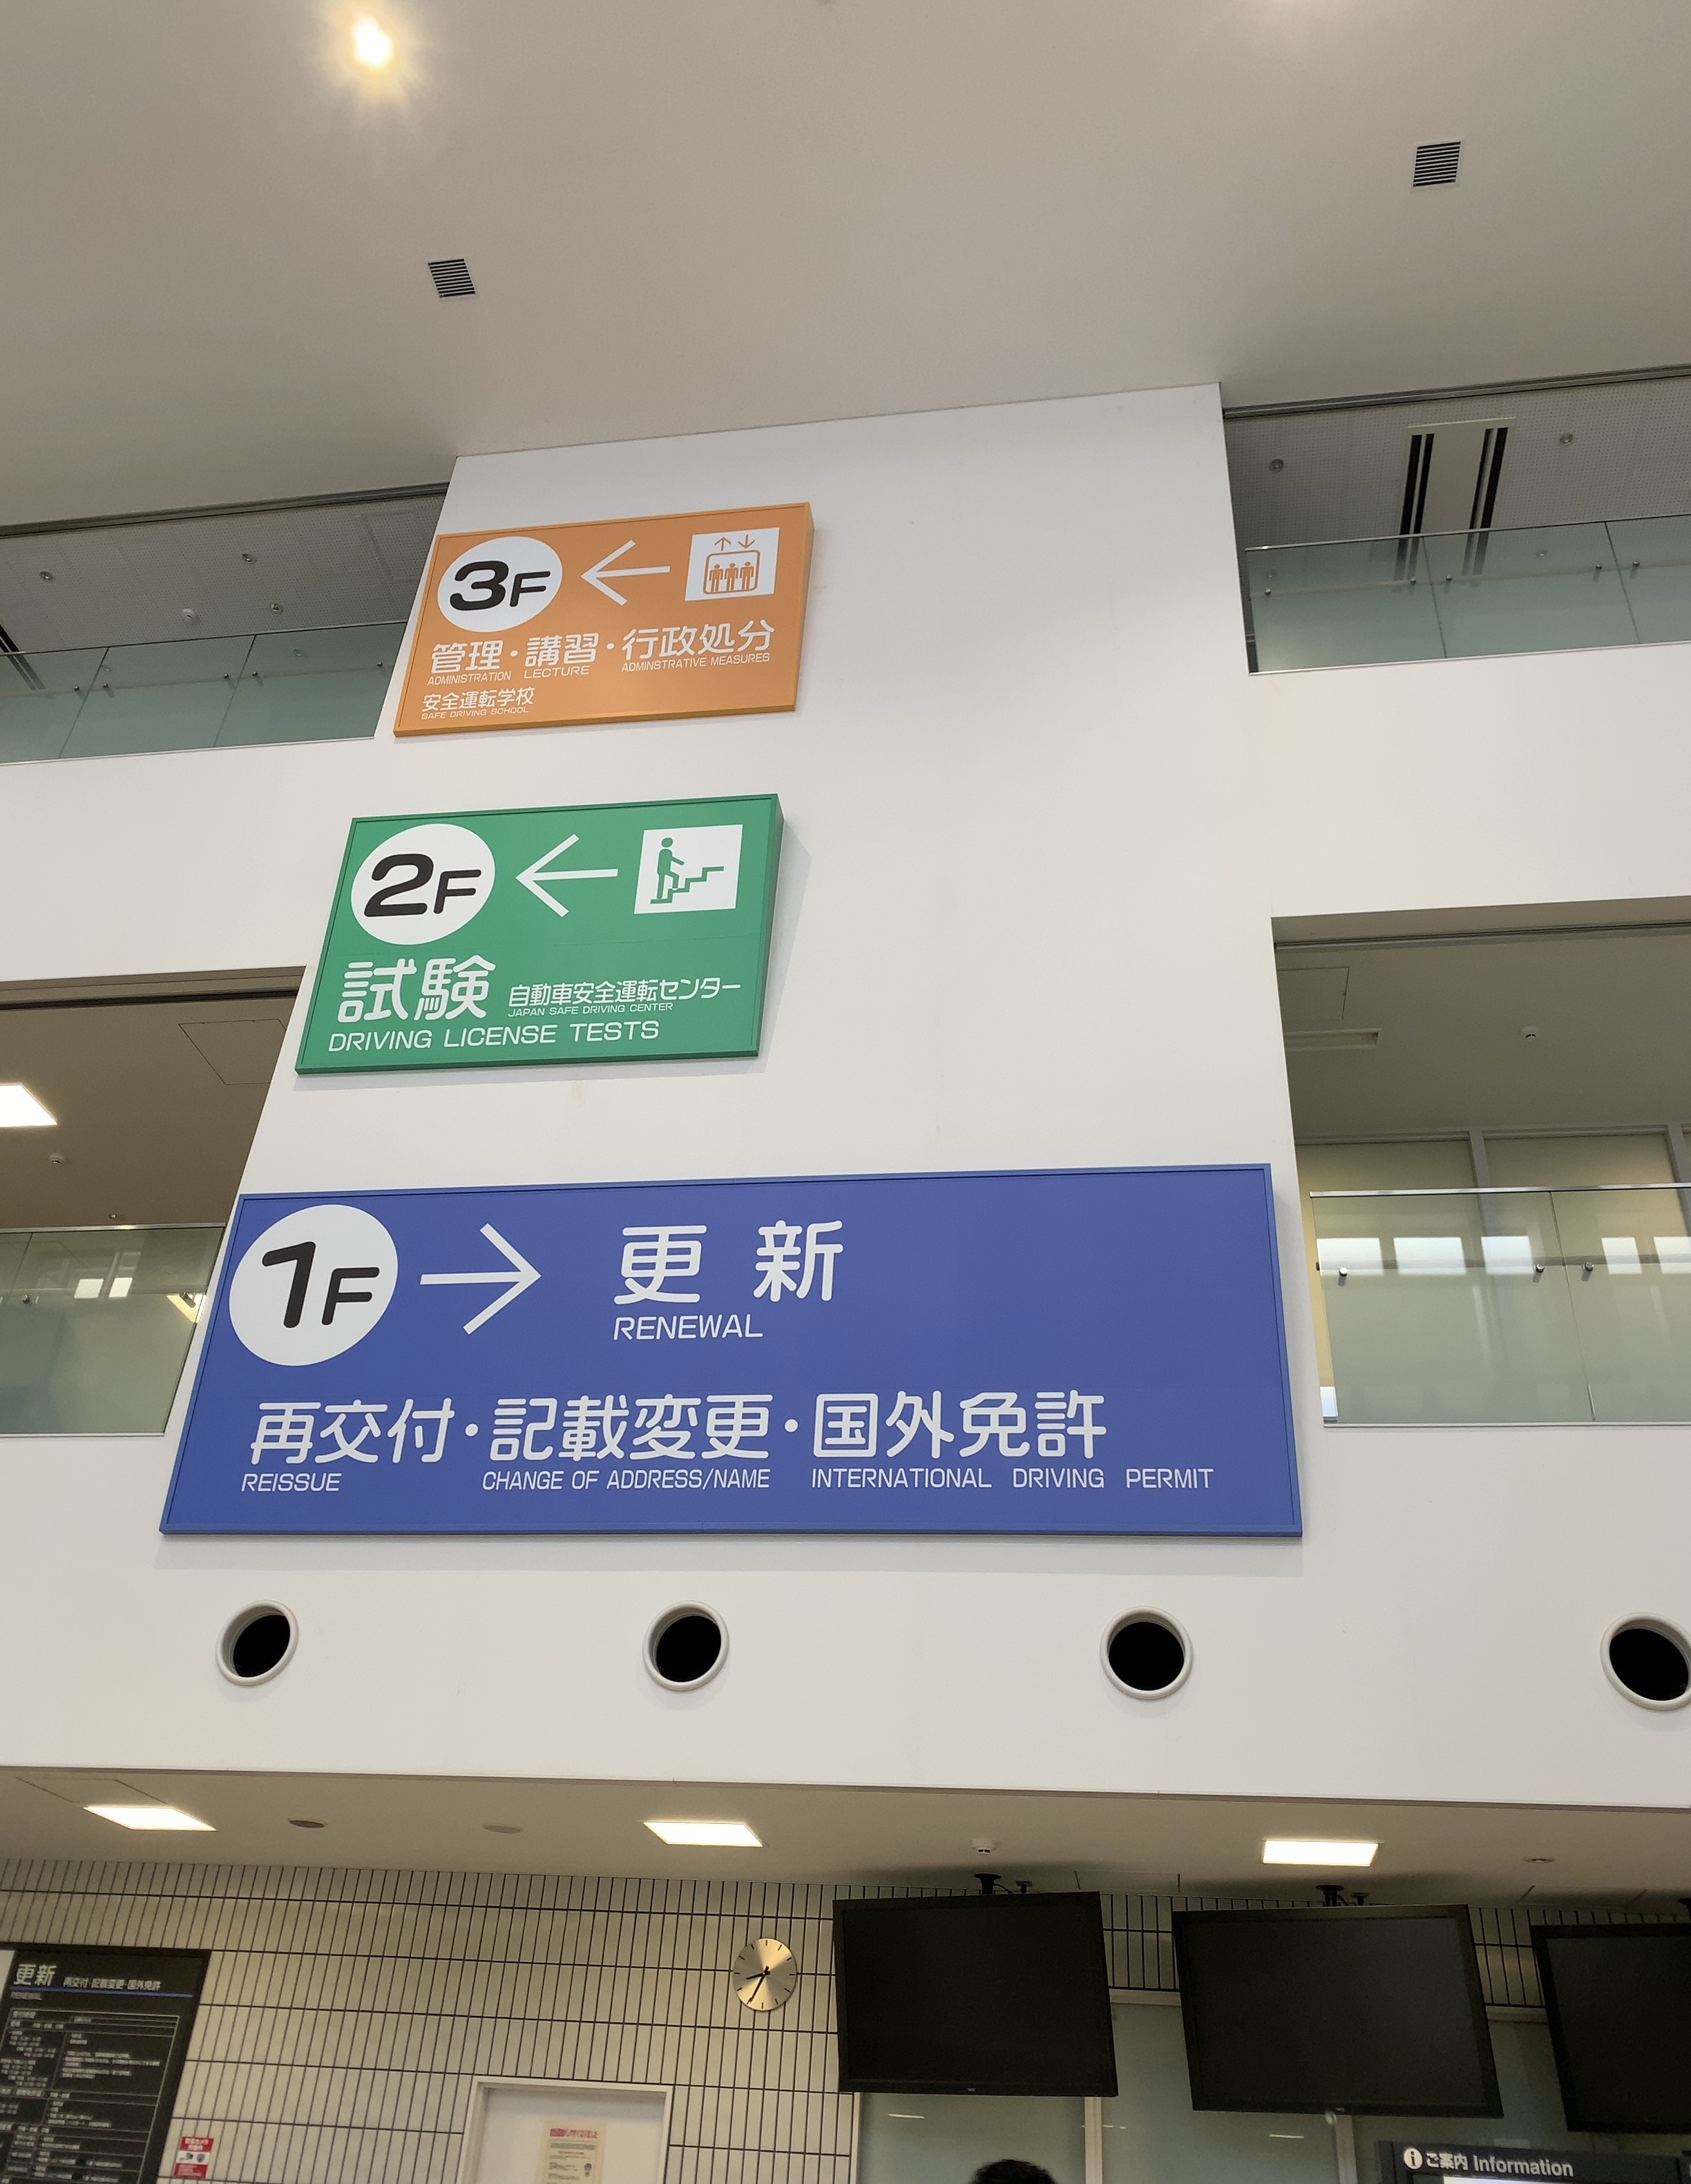 3F
管理・講習・行政処分
ADMINISTRATION LECTURE ADMINSTRATIVE MEASURES
安全運転学校
SAFE DRIVING SCHOOL
2F
試験 自動車安全運転センター
JAPAN SAFE DRIVING CENTER
DRIVING LICENSE TESTS
1F
更新
RENEWAL
再交付・記載変更・国外免許
REISSUE CHANGE OF ADDRESS/NAME INTERNATIONAL DRIVING PERMIT
更新 再交付・記載変更・国外免許
RENEWAL
ご案内 Information